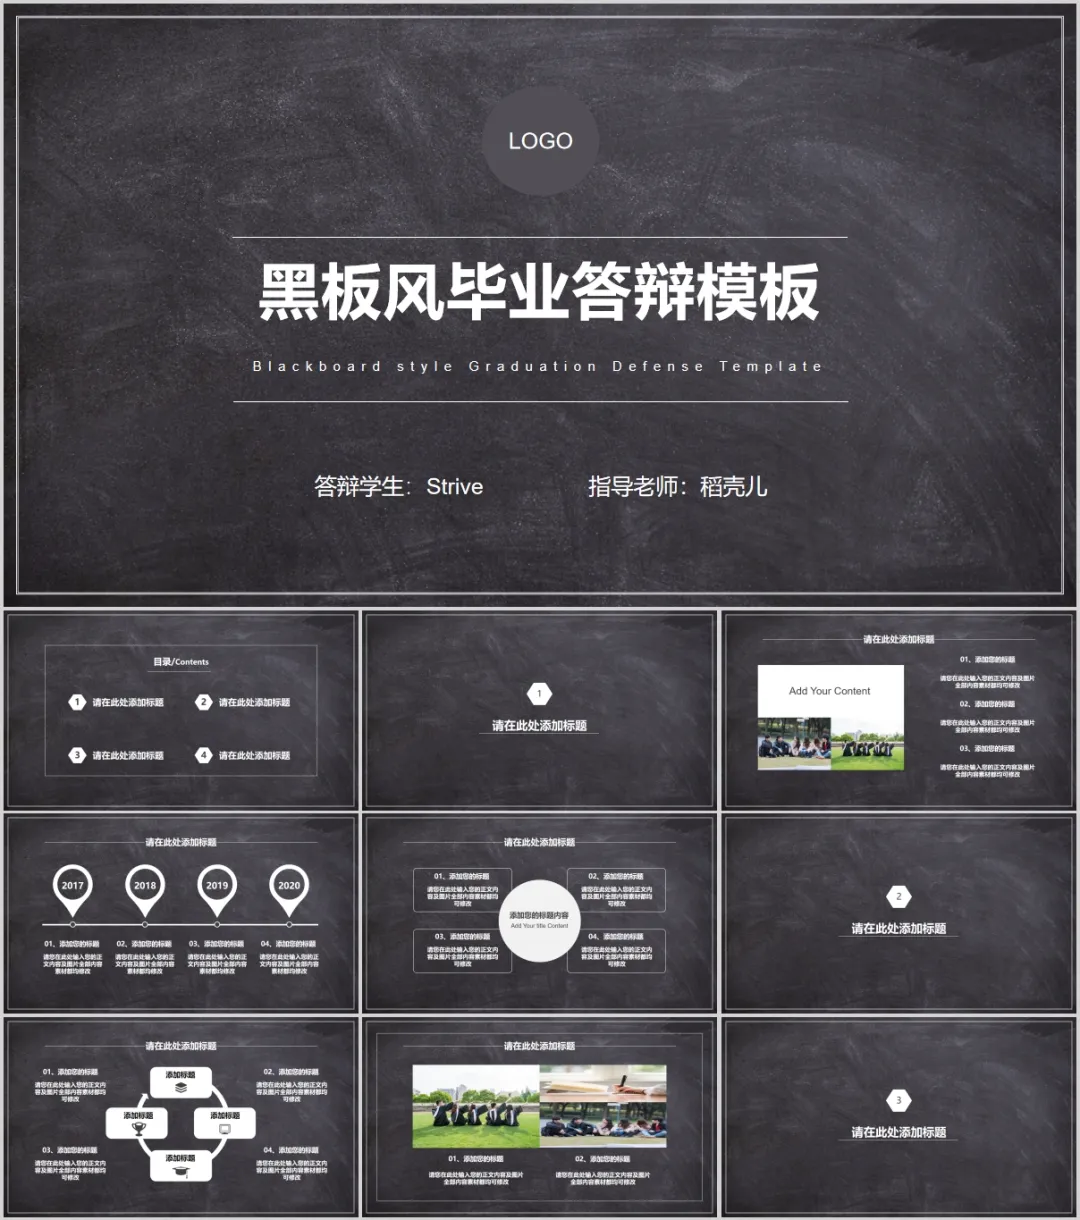 LOGO
黑板风毕业答辩模板
Blackboard style Graduation Defense Template
答辩学生：Strive
指导老师：稻壳儿
目录/Contents
1 请在此处添加标题
2 请在此处添加标题
3 请在此处添加标题
4 请在此处添加标题
1
请在此处添加标题
请在此处添加标题
Add Your Content
01、添加您的标题
请您在此处输入您的正文内容及图片
全部内容素材都均可修改
02、添加您的标题
请您在此处输入您的正文内容及图片
全部内容素材都均可修改
03、添加您的标题
请您在此处输入您的正文内容及图片
全部内容素材都均可修改
请在此处添加标题
2017
2018
2019
2020
01、添加您的标题
请您在此处输入您的正
文内容及图片全部内容
素材都均可修改
02、添加您的标题
请您在此处输入您的正
文内容及图片全部内容
素材都均可修改
03、添加您的标题
请您在此处输入您的正
文内容及图片全部内容
素材都均可修改
04、添加您的标题
请您在此处输入您的正
文内容及图片全部内容
素材都均可修改
请在此处添加标题
01、添加您的标题
请您在此处输入您的正文内
容及图片全部内容素材都均
可修改
02、添加您的标题
请您在此处输入您的正文内
容及图片全部内容素材都均
可修改
添加您的标题内容
Add Your title Content
03、添加您的标题
请您在此处输入您的正文内
容及图片全部内容素材都均
可修改
04、添加您的标题
请您在此处输入您的正文内
容及图片全部内容素材都均
可修改
2
请在此处添加标题
请在此处添加标题
01、添加您的标题
请您在此处输入您的正文内
容及图片全部内容素材都均
可修改
02、添加您的标题
请您在此处输入您的正文内
容及图片全部内容素材都均
可修改
添加标题
添加标题
添加标题
添加标题
03、添加您的标题
请您在此处输入您的正文内
容及图片全部内容素材都均
可修改
04、添加您的标题
请您在此处输入您的正文内
容及图片全部内容素材都均
可修改
请在此处添加标题
01、添加您的标题
请您在此处输入您的正文内容及图片
全部内容素材都均可修改
02、添加您的标题
请您在此处输入您的正文内容及图片
全部内容素材都均可修改
3
请在此处添加标题